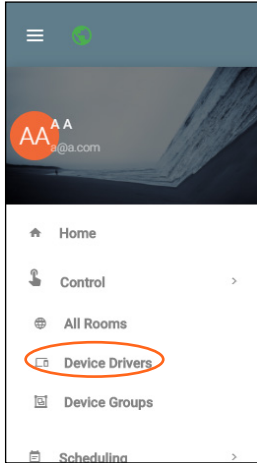 A A
AA
a@a.com
Home
Control
All Rooms
Device Drivers
Device Groups
Scheduling